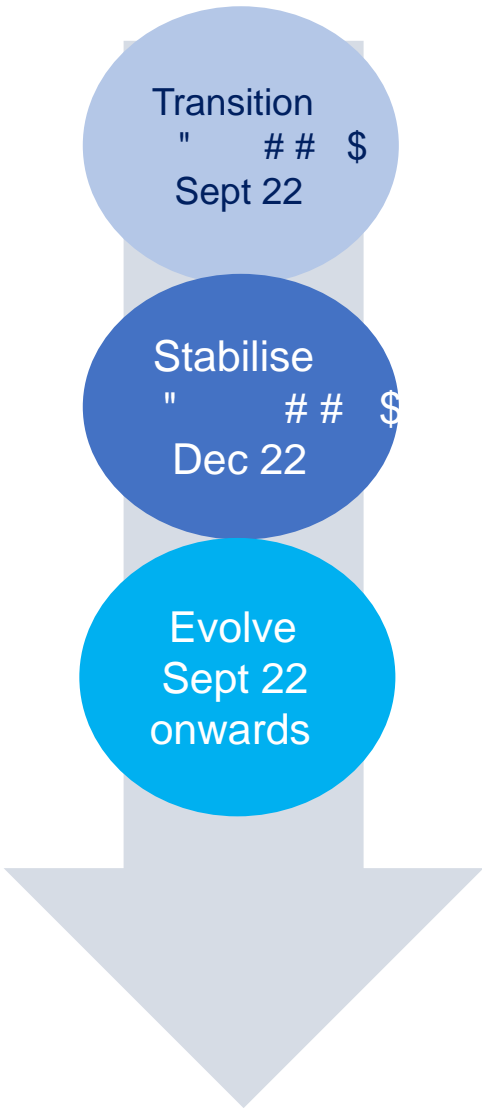 Transition
" # # $
Sept 22
Stabilise
" # # $
Dec 22
Evolve
Sept 22
onwards